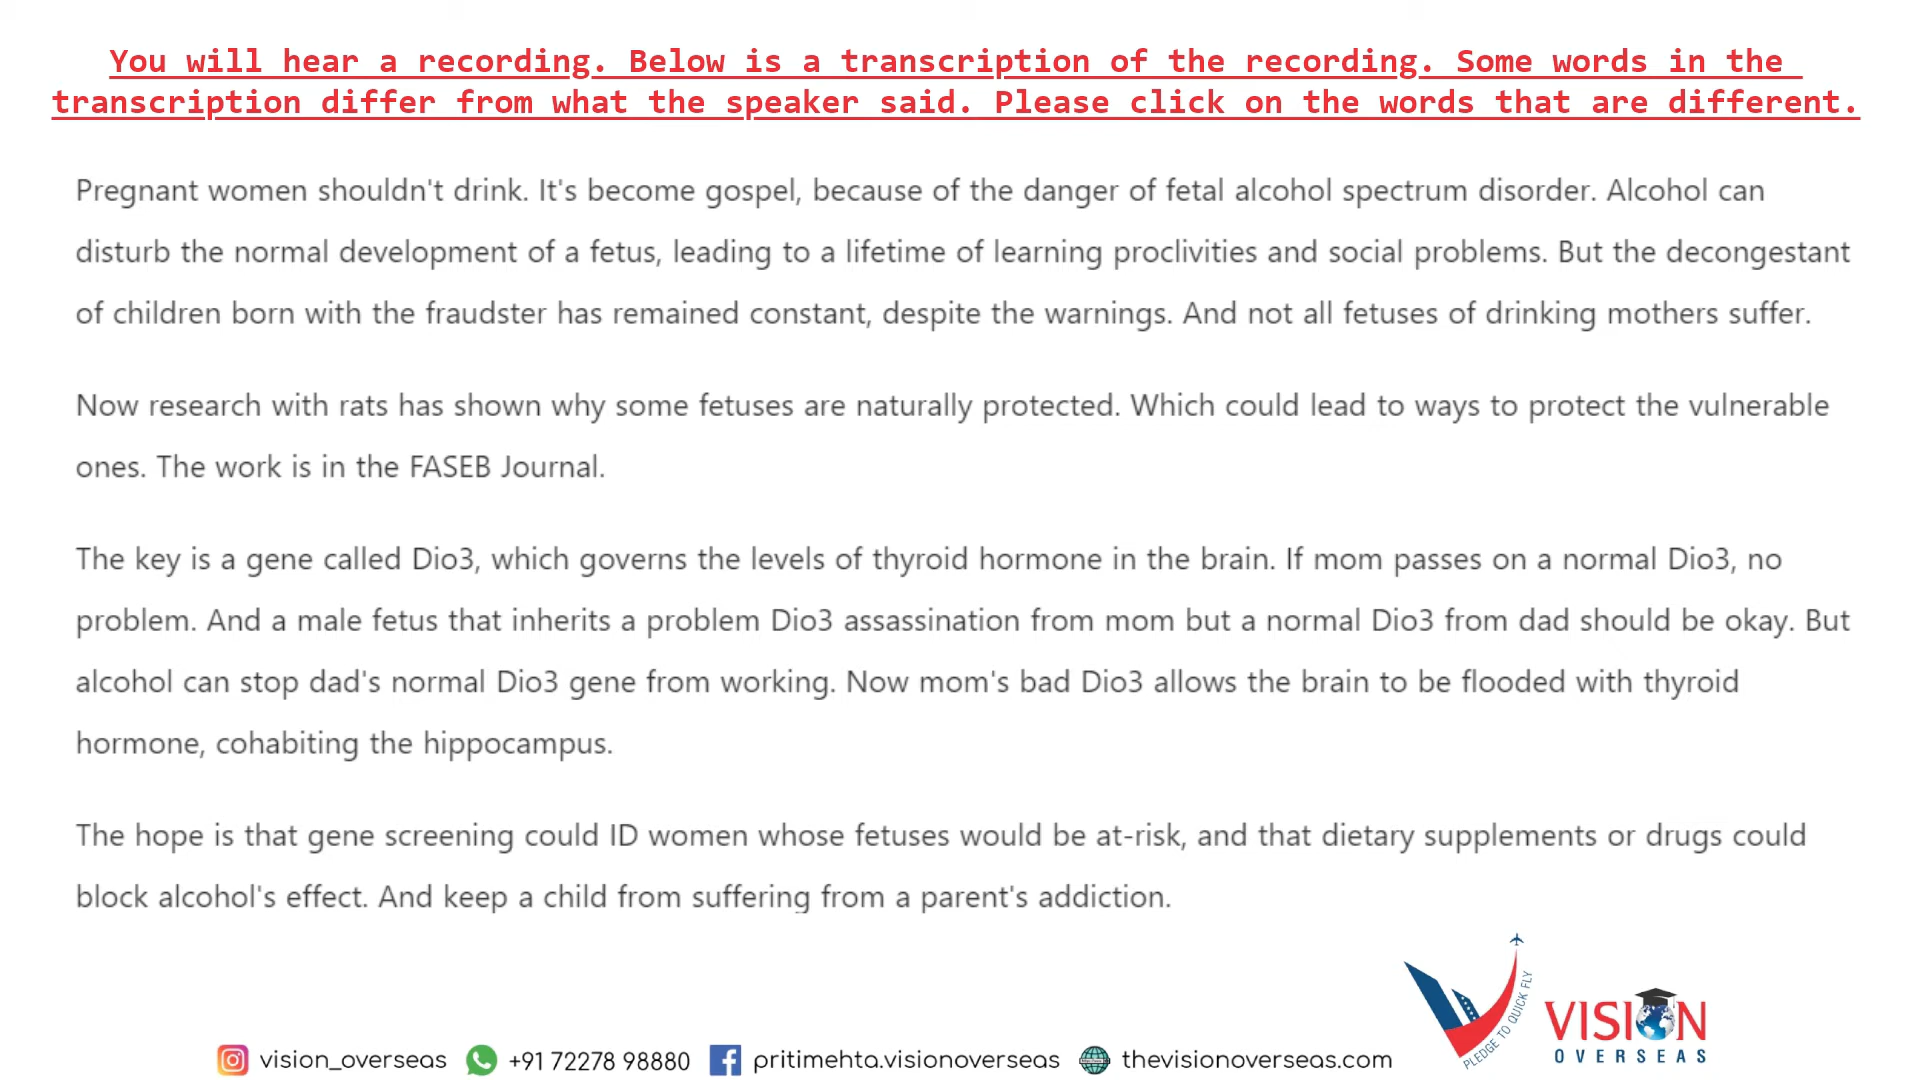 You will hear a recording. Below is a transcription of the recording. Some words in the
transcription differ from what the speaker said. Please click on the words that are different.
Pregnant women shouldn't drink. It's become gospel, because of the danger of fetal alcohol spectrum disorder. Alcohol can
disturb the normal development of a fetus, leading to a lifetime of learning proclivities and social problems. But the decongestant
of children born with the fraudster has remained constant, despite the warnings. And not all fetuses of drinking mothers suffer.
Now research with rats has shown why some fetuses are naturally protected. Which could lead to ways to protect the vulnerable
ones. The work is in the FASEB Journal.
The key is a gene called Dio3, which governs the levels of thyroid hormone in the brain. If mom passes on a normal Dio3, no
problem. And a male fetus that inherits a problem Dio3 assassination from mom but a normal Dio3 from dad should be okay. But
alcohol can stop dad's normal Dio3 gene from working. Now mom's bad Dio3 allows the brain to be flooded with thyroid
hormone, cohabiting the hippocampus.
The hope is that gene screening could ID women whose fetuses would be at-risk, and that dietary supplements or drugs could
block alcohol's effect. And keep a child from suffering from a parent's addiction.
PLEDGE TO QUICK FLY
VISION
OVERSEAS
vision_overseas +91 72278 98880 pritimehta.visionoverseas thevisionoverseas.com